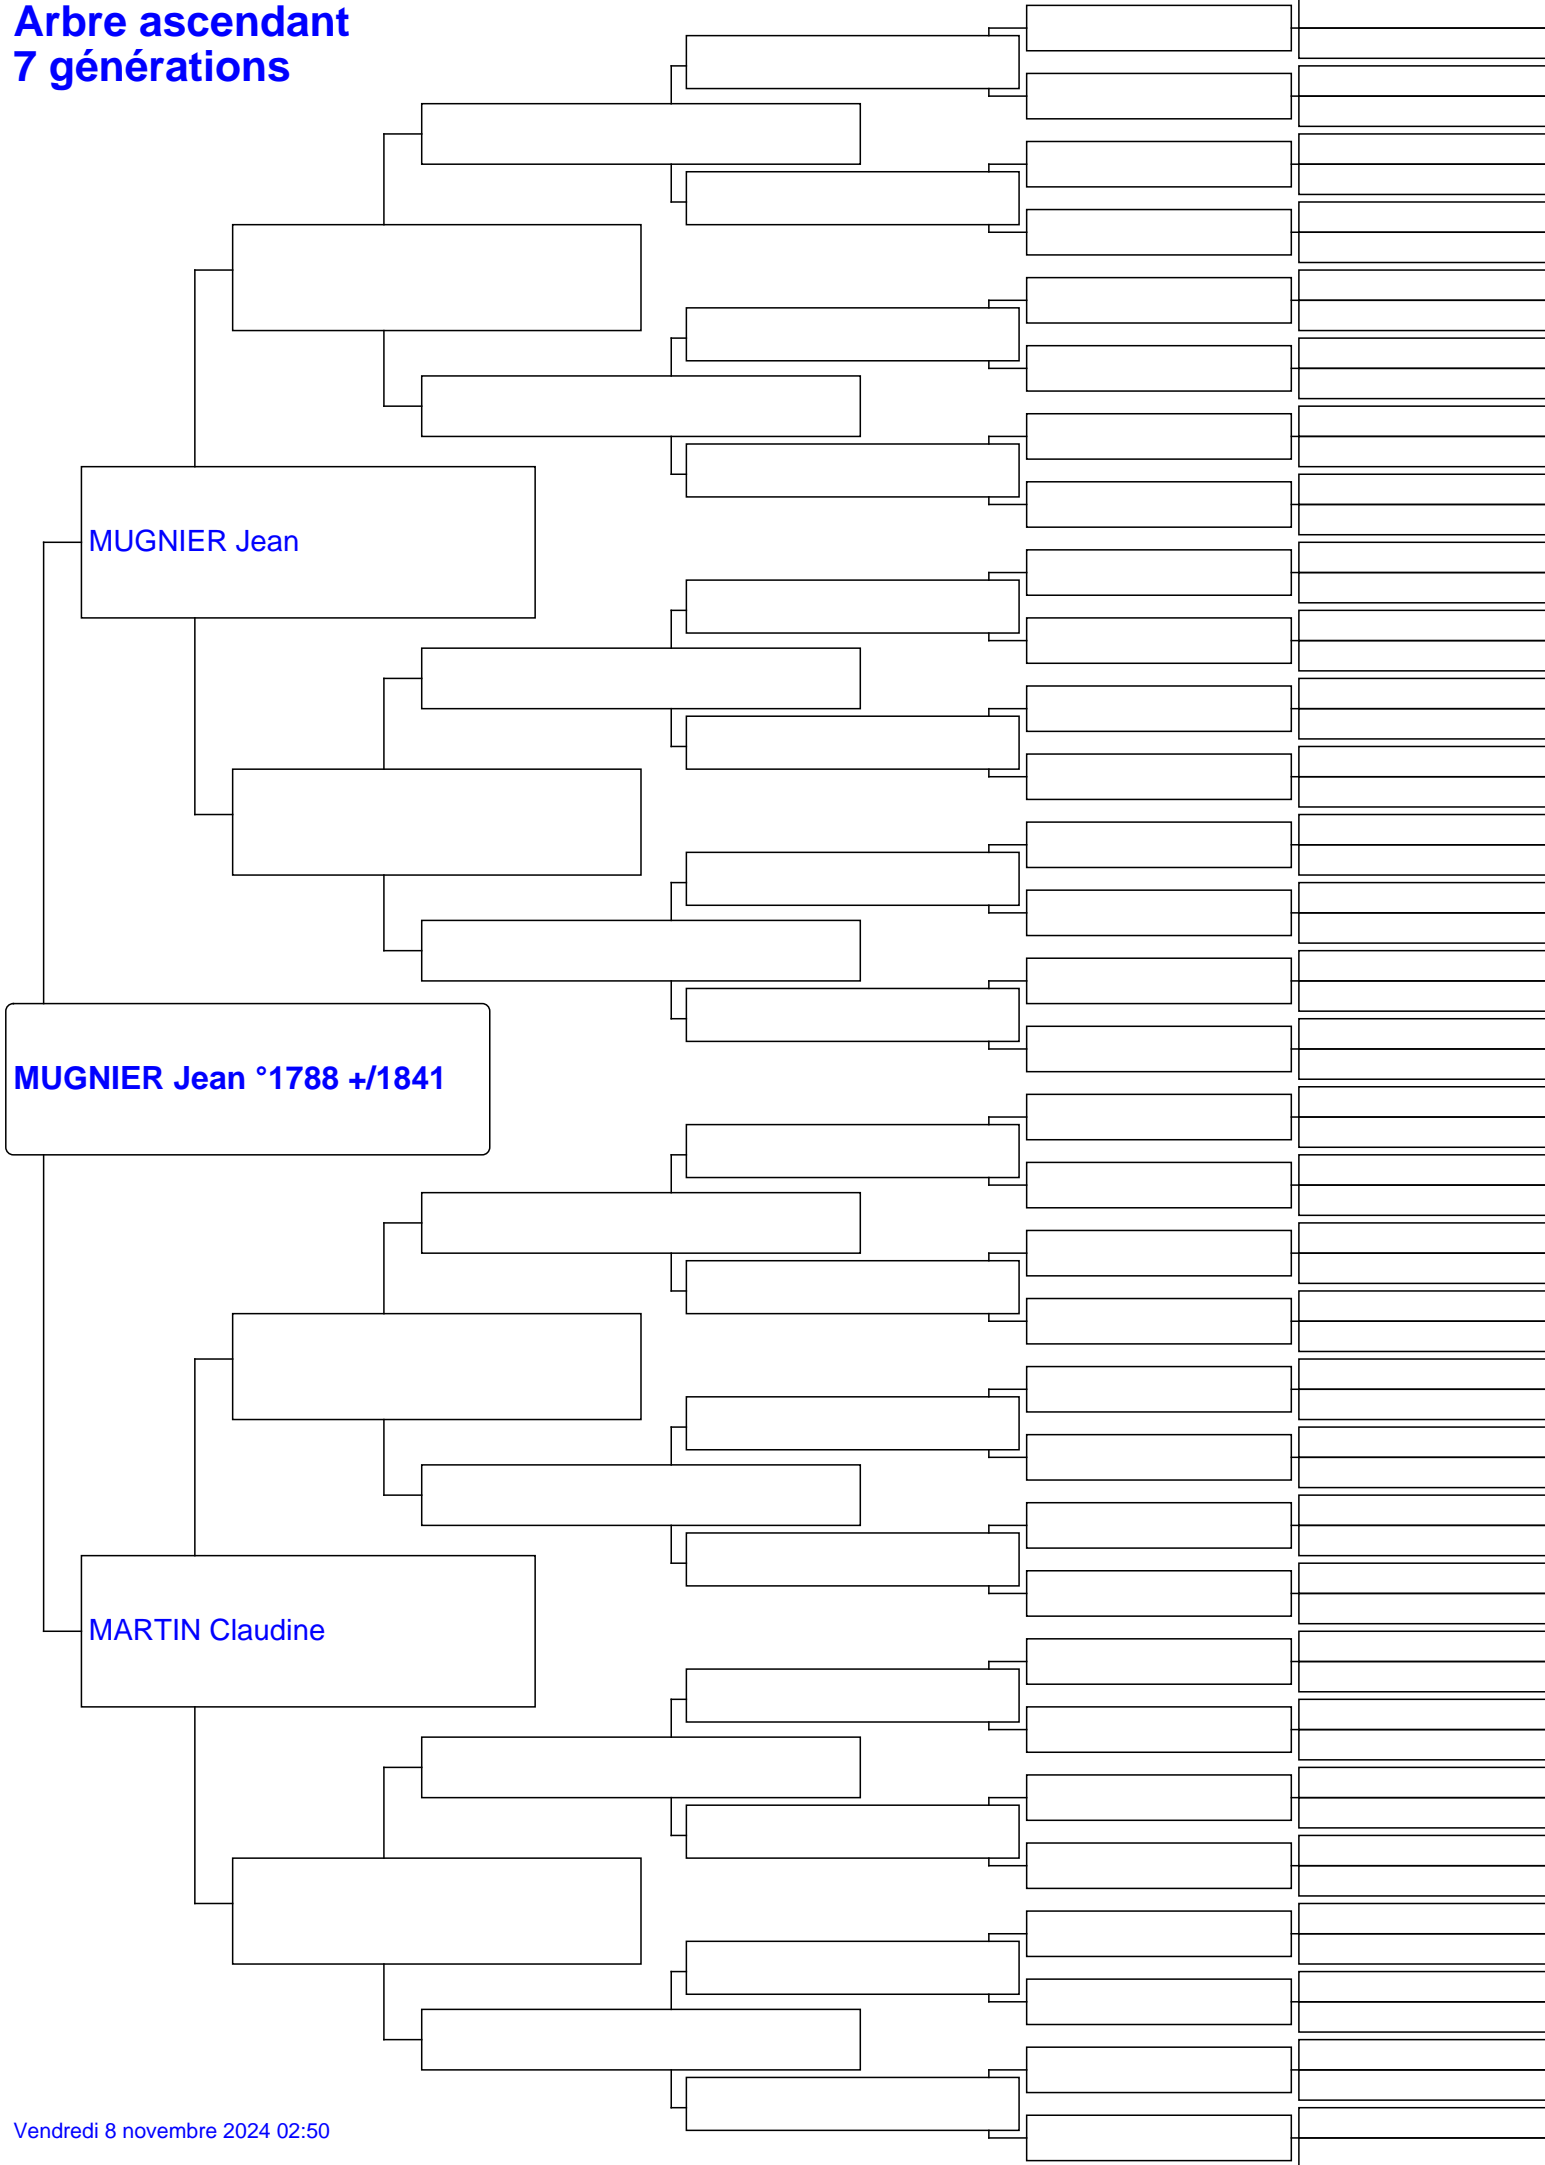 Arbre ascendant
7 générations
MUGNIER Jean
MUGNIER Jean °1788 +/1841
MARTIN Claudine
Vendredi 8 novembre 2024 02:50